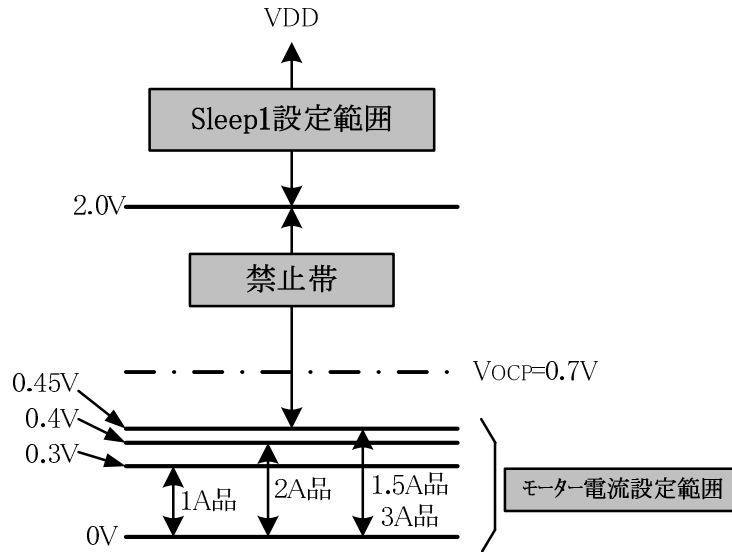 VDD
Sleep1設定範囲
2.0V
禁止帯
VOCP=0.7V
0.45V
0.4V
0.3V
1A品
2A品
1.5A品
3A品
モーター電流設定範囲
0V